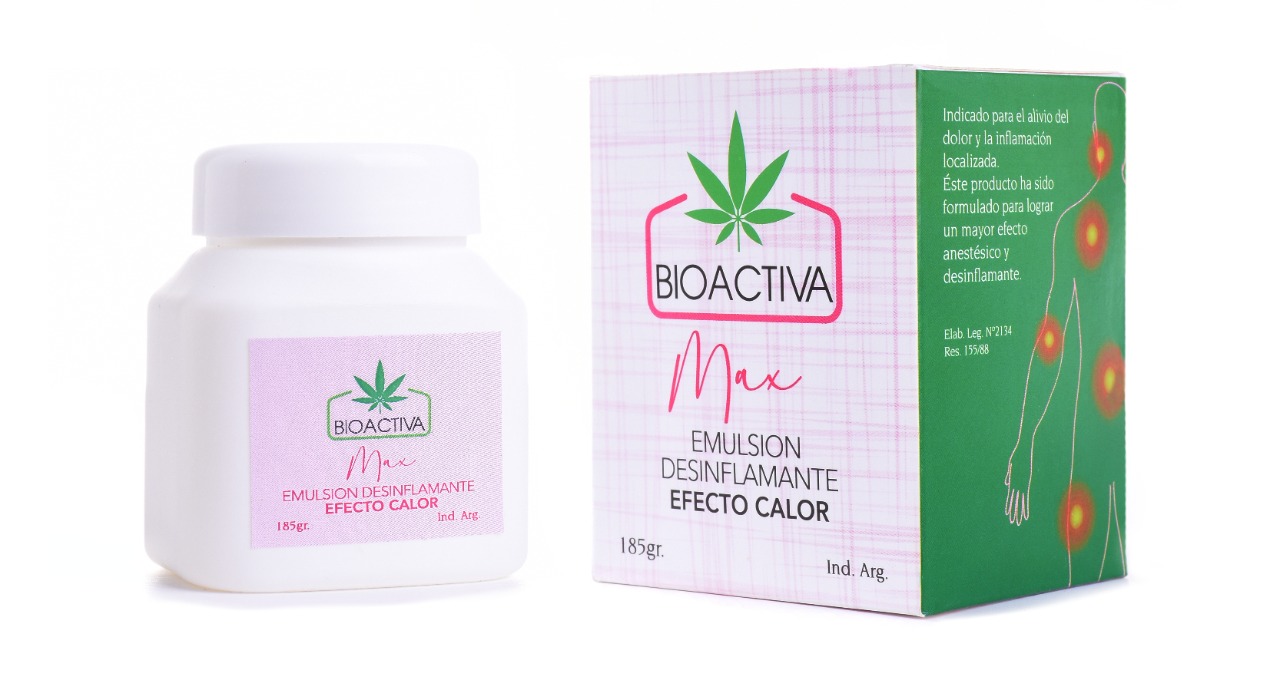 BIOACTIVA
Max
EMULSION DESINFLAMANTE
EFECTO CALOR
185gr.
Ind. Arg.
BIOACTIVA
Max
EMULSION
DESINFLAMANTE
EFECTO CALOR
185gr.
Ind. Arg.
Indicado para el alivio del
dolor y la inflamación
localizada.
Éste producto ha sido
formulado para lograr
un mayor efecto
anestésico y
desinflamante.
Elab. Leg. N°2134
Res. 155/88